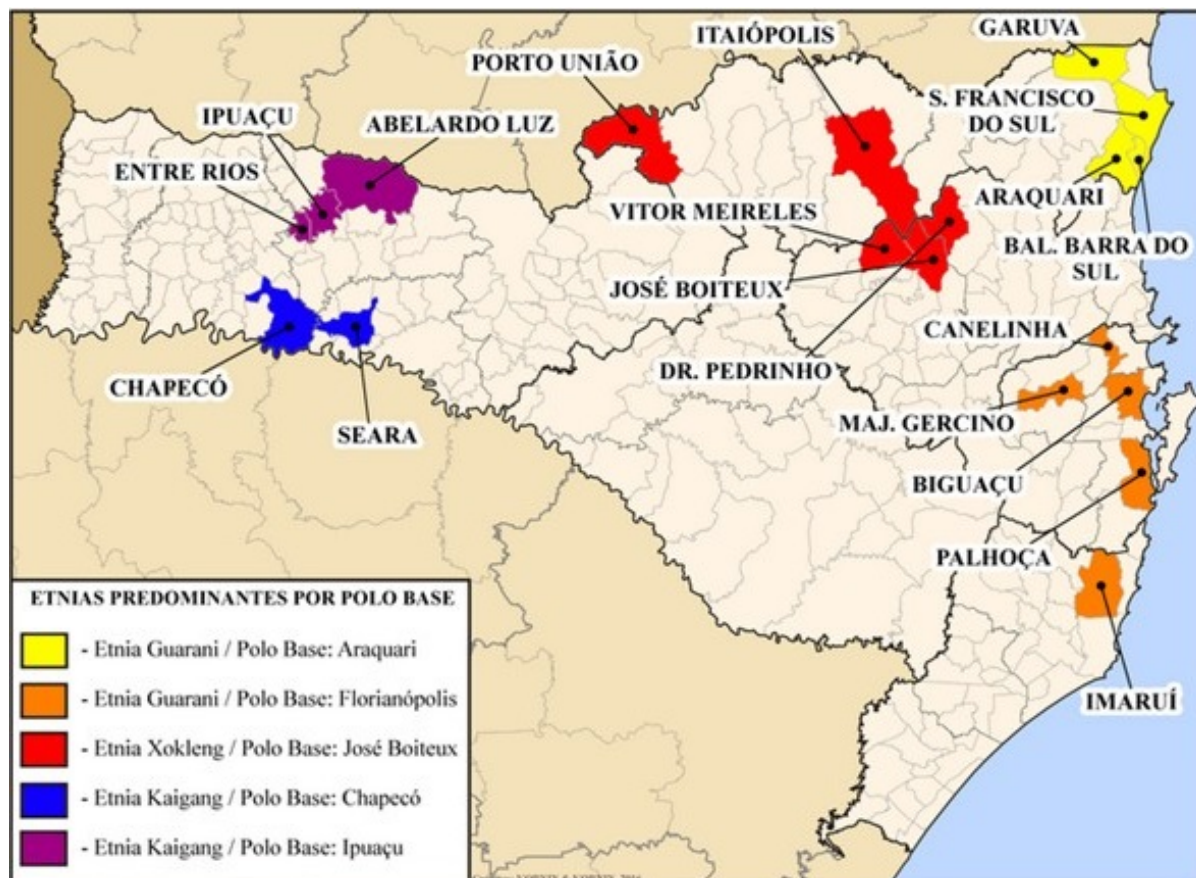 GARUVA
ITAIÓPOLIS
PORTO UNIÃO
S. FRANCISCO
DO SUL
IPUAÇU
ABELARDO LUZ
ENTRE RIOS
ARAQUARI
VITOR MEIRELES
BAL. BARRA DO
SUL
JOSÉ BOITEUX
CANELINHA
DR. PEDRINHO
CHAPECÓ
MAJ. GERCINO
SEARA
BIGUAÇU
PALHOÇA
IMARUÍ
ETNIAS PREDOMINANTES POR POLO BASE
- Etnia Guarani / Polo Base: Araquari
- Etnia Guarani / Polo Base: Florianópolis
- Etnia Xokleng / Polo Base: José Boiteux
- Etnia Kaigang / Polo Base: Chapecó
- Etnia Kaigang / Polo Base: Ipuaçu